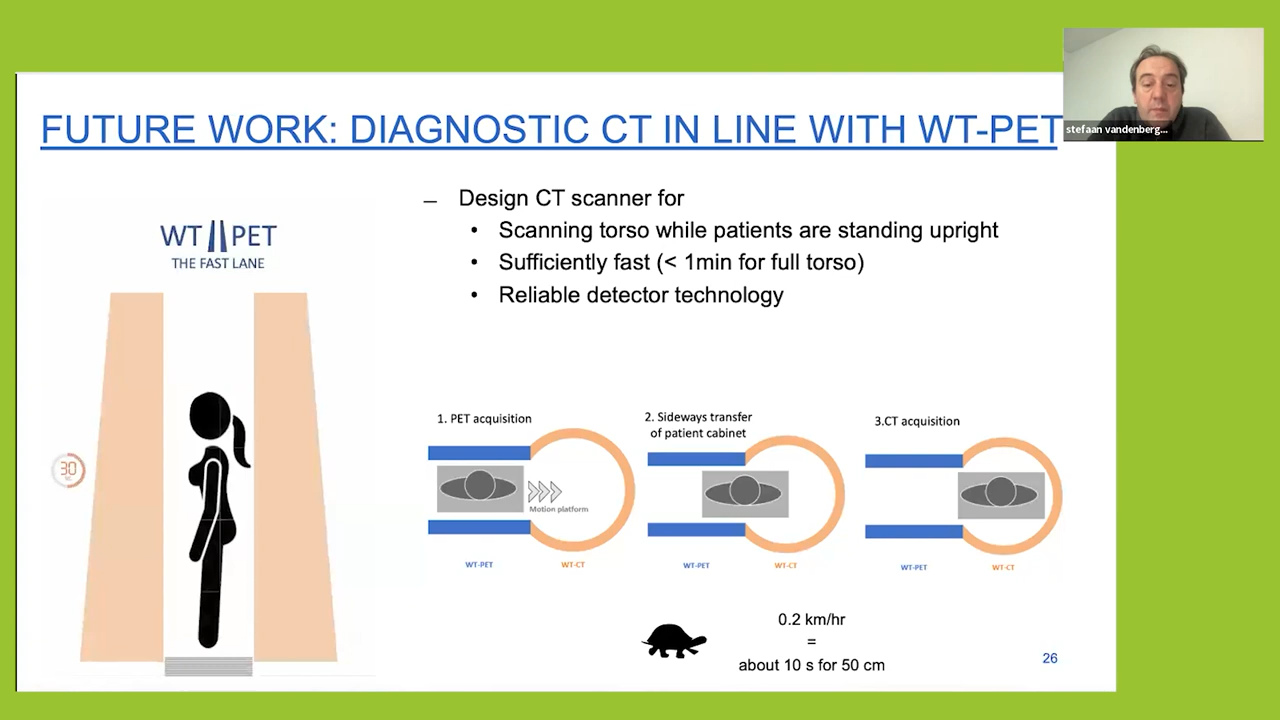 FUTURE WORK: DIAGNOSTIC CT IN LINE WITH WT-PET
stefaan vandenberg...
– Design CT scanner for
• Scanning torso while patients are standing upright
• Sufficiently fast (< 1min for full torso)
• Reliable detector technology
WT PET
THE FAST LANE
30
1. PET acquisition
Motion platform
WT-PET
WT-CT
2. Sideways transfer
of patient cabinet
WT-PET
WT-CT
3.CT acquisition
WT-PET
WT-CT
0.2 km/hr
=
about 10 s for 50 cm
26